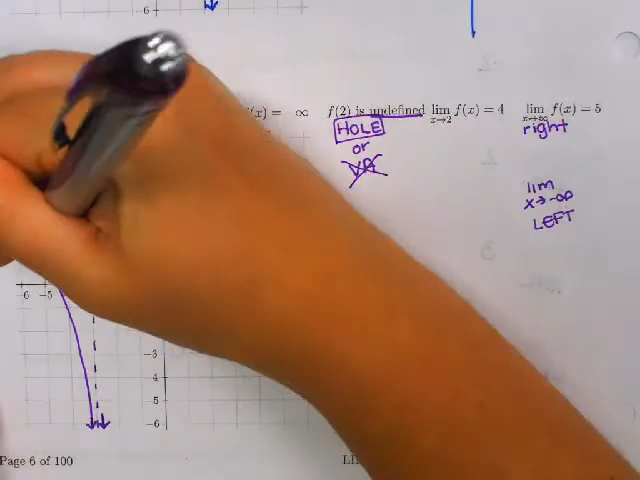 -6
f(x) = -∞ f(2) is undefined lim x→2 f(x) = 4 lim x→∞ f(x) = 5
HOLE right
or
VA
lim
x→-∞
LEFT
-6 -5
-3
-4
-5
-6
Page 6 of 100